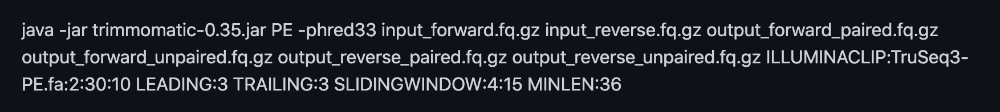 java -jar trimmomatic-0.35.jar PE -phred33 input_forward.fq.gz input_reverse.fq.gz output_forward_paired.fq.gz
output_forward_unpaired.fq.gz output_reverse_paired.fq.gz output_reverse_unpaired.fq.gz ILLUMINACLIP:TruSeq3-
PE.fa:2:30:10 LEADING:3 TRAILING:3 SLIDINGWINDOW:4:15 MINLEN:36